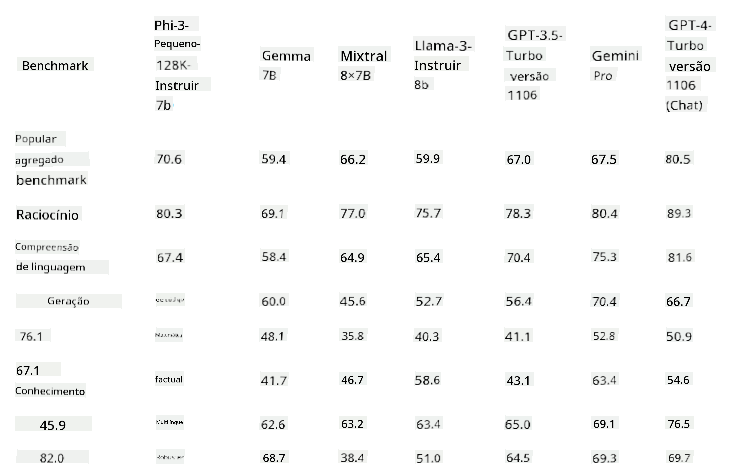 Benchmark
Phi-3-
Pequeno-
128K-
Instruir
7b
Gemma
7B
Mixtral
8×7B
Llama-3-
Instruir
8b
GPT-3.5-
Turbo
versão
1106
Gemini
Pro
GPT-4-
Turbo
versão
1106
(Chat)
Popular
agregado
benchmark
70.6 59.4 66.2 59.9 67.0 67.5 80.5
Raciocínio 80.3 69.1 77.0 75.7 78.3 80.4 89.3
Compreensão
de linguagem
67.4 58.4 64.9 65.4 70.4 75.3 81.6
Geração 60.0 45.6 52.7 56.4 70.4 66.7
76.1 Matemática 48.1 35.8 40.3 41.1 52.8 50.9
67.1
Conhecimento
factual 41.7 46.7 58.6 43.1 63.4 54.6
45.9 Multilíngue 62.6 63.2 63.4 65.0 69.1 76.5
82.0 Robustez 68.7 38.4 51.0 64.5 69.3 69.7